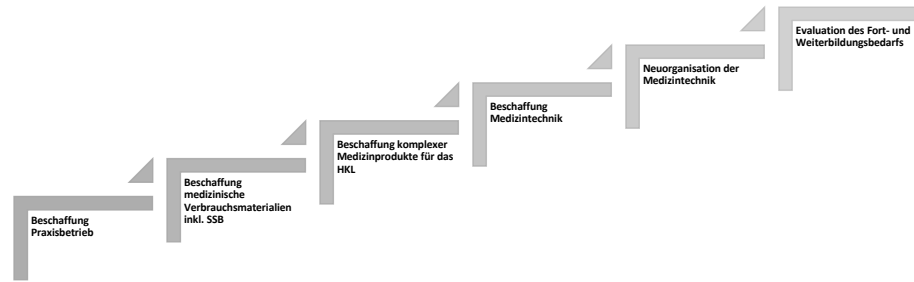 Beschaffung
Praxisbetrieb
Beschaffung
medizinische
Verbrauchsmaterialien
inkl. SSB
Beschaffung komplexer
Medizinprodukte für das
HKL
Beschaffung
Medizintechnik
Neuorganisation der
Medizintechnik
Evaluation des Fort- und
Weiterbildungsbedarfs